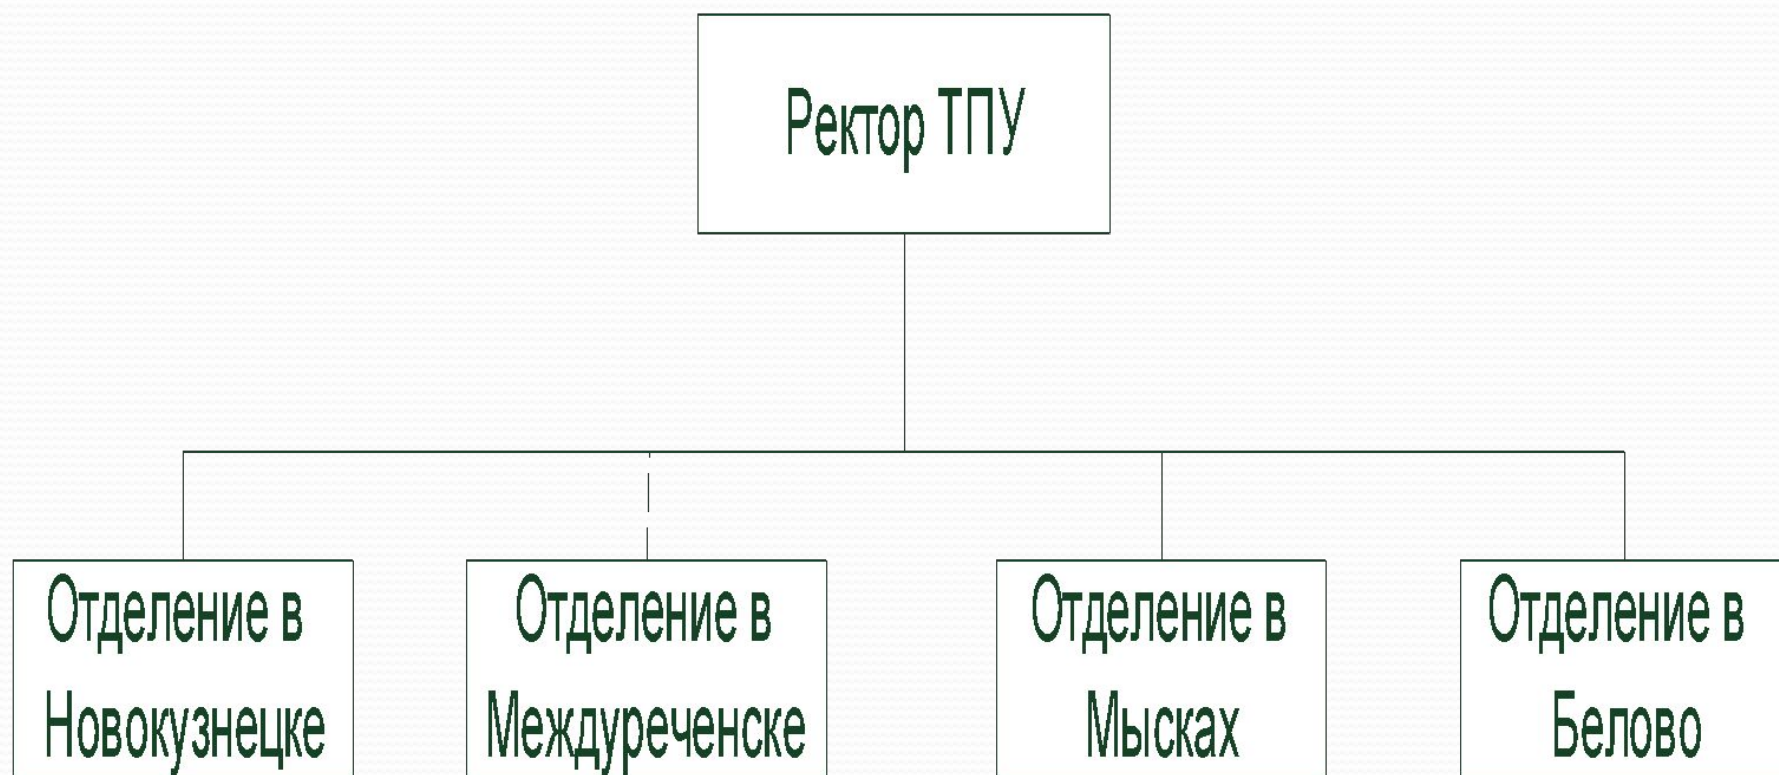 Ректор ТПУ
Отделение в
Новокузнецке
Отделение в
Междуреченске
Отделение в
Мысках
Отделение в
Белово